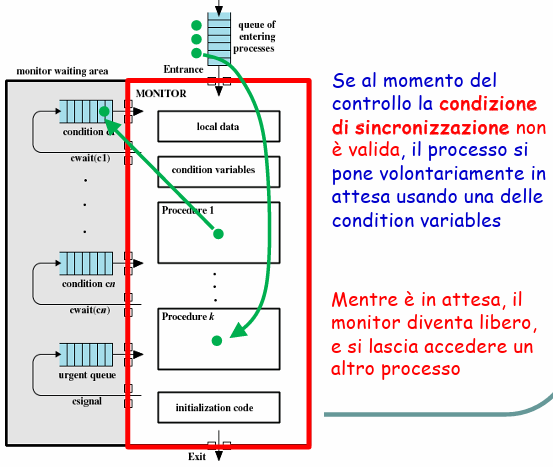 queue of
entering
processes
Entrance
monitor waiting area
MONITOR
local data
condition c1
cwait(c1)
condition variables
Procedure 1
condition cn
cwait(cn)
Procedure k
urgent queue
csignal
initialization code
Exit
Se al momento del
controllo la condizione
di sincronizzazione non
è valida, il processo si
pone volontariamente in
attesa usando una delle
condition variables
Mentre è in attesa, il
monitor diventa libero,
e si lascia accedere un
altro processo